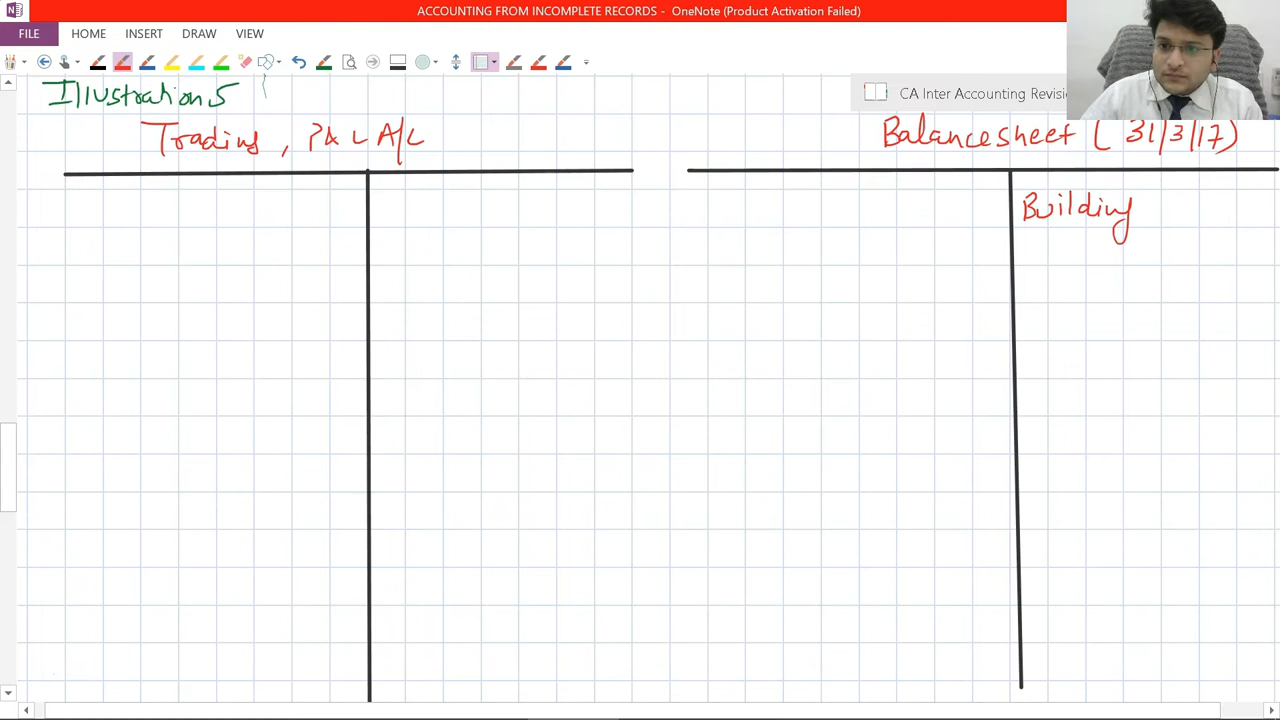 ACCOUNTING FROM INCOMPLETE RECORDS - OneNote (Product Activation Failed)
FILE HOME INSERT DRAW VIEW
Illustration 5
CA Inter Accounting Revisi
Trading, P& L A/C
Balancesheet ( 31/3/17)
Building